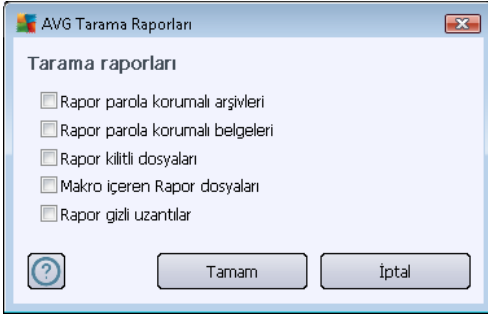 AVG Tarama Raporları
Tarama raporları
Rapor parola korumalı arşivleri
Rapor parola korumalı belgeleri
Rapor kilitli dosyaları
Makro içeren Rapor dosyaları
Rapor gizli uzantılar
?
Tamam
İptal